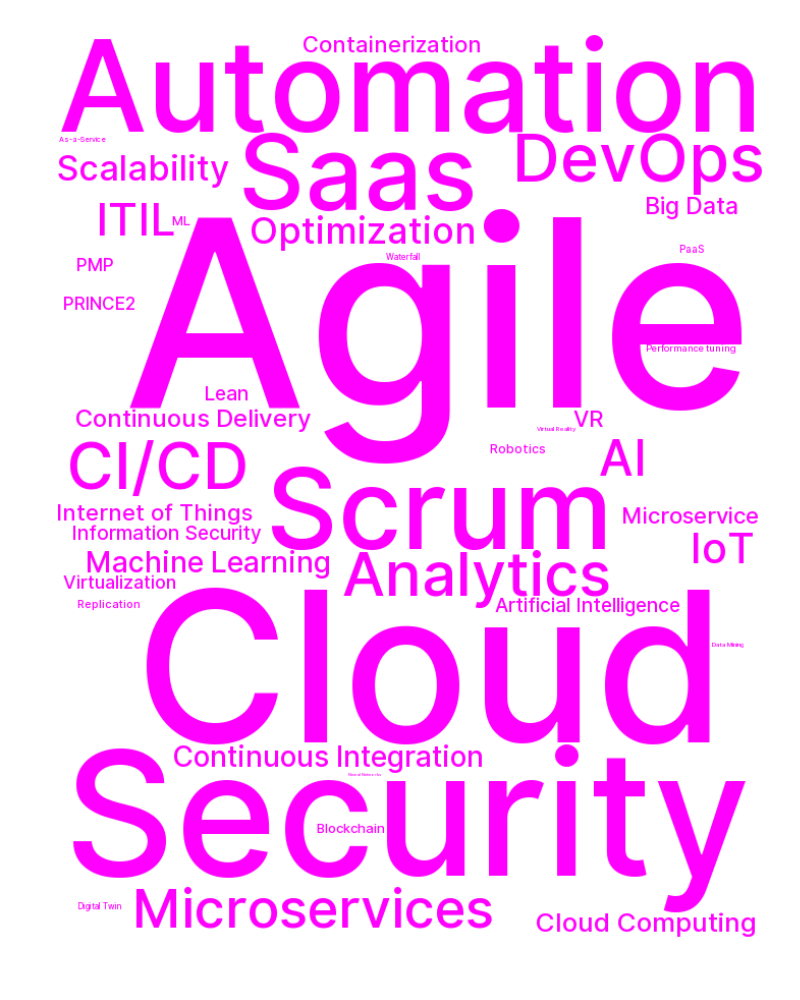 Containerization
Automation
As-a-Service
Scalability
Saas
DevOps
ITIL
ML
Optimization
Big Data
PMP
Waterfall
PaaS
PRINCE2
Agile
Performance tuning
Lean
Continuous Delivery
Virtual Reality
VR
Robotics
CI/CD
AI
Scrum
Internet of Things
Microservice
Information Security
IoT
Machine Learning
Analytics
Virtualization
Replication
Artificial Intelligence
Cloud
Data Mining
Continuous Integration
Neural Networks
Security
Blockchain
Digital Twin
Microservices
Cloud Computing